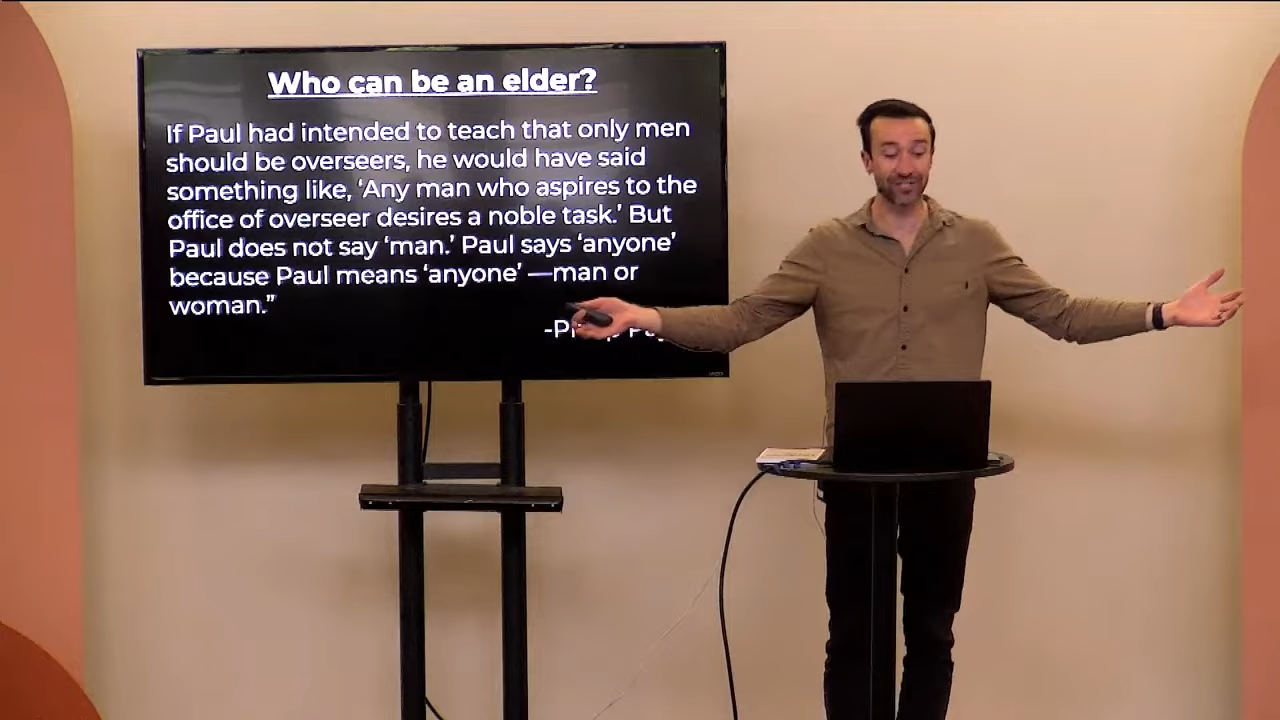 Who can be an elder?
If Paul had intended to teach that only men
should be overseers, he would have said
something like, ‘Any man who aspires to the
office of overseer desires a noble task.’ But
Paul does not say ‘man.’ Paul says ‘anyone’
because Paul means ‘anyone’ —man or
woman.”